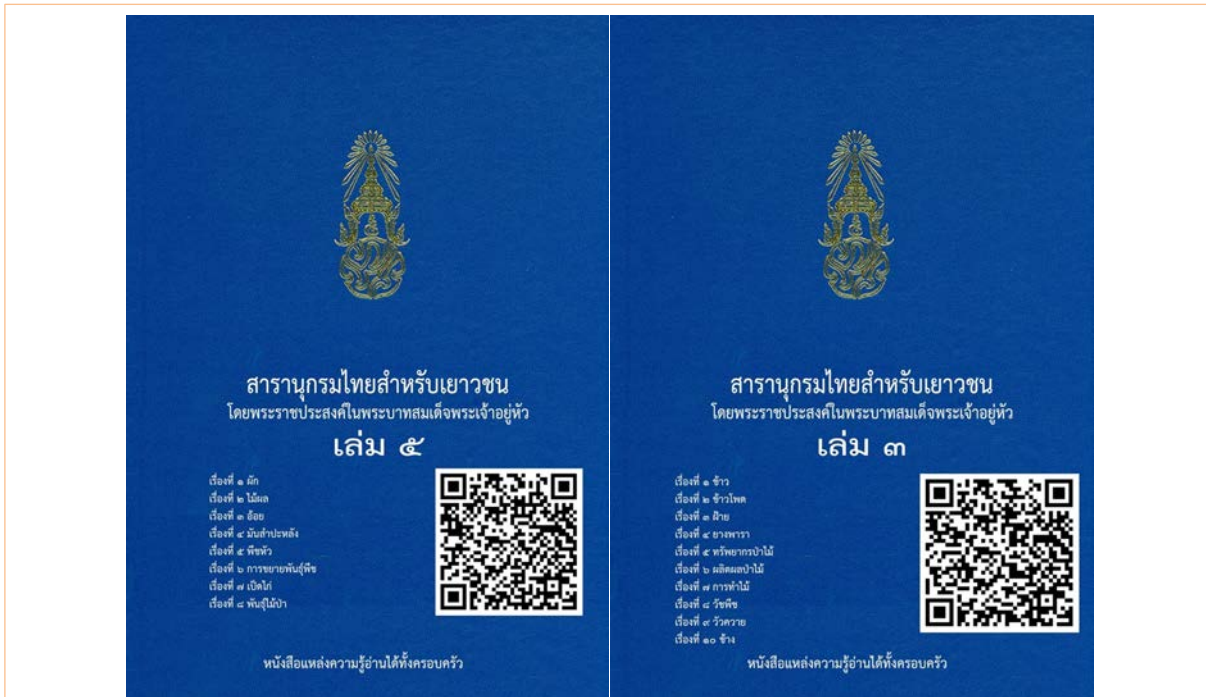 สารานุกรมไทยสำหรับเยาวชน
โดยพระราชประสงค์ในพระบาทสมเด็จพระเจ้าอยู่หัว
เล่ม ๕
เรื่องที่ ๑ ผัก
เรื่องที่ ๒ ไม้ผล
เรื่องที่ ๓ อ้อย
เรื่องที่ ๔ มันสำปะหลัง
เรื่องที่ ๕ พืชหัว
เรื่องที่ ๖ การขยายพันธุ์พืช
เรื่องที่ ๗ เป็ดไก่
เรื่องที่ ๘ พันธุ์ไม้ป่า
หนังสือแหล่งความรู้อ่านได้ทั้งครอบครัว
สารานุกรมไทยสำหรับเยาวชน
โดยพระราชประสงค์ในพระบาทสมเด็จพระเจ้าอยู่หัว
เล่ม ๓
เรื่องที่ ๑ ข้าว
เรื่องที่ ๒ ข้าวโพด
เรื่องที่ ๓ ฝ้าย
เรื่องที่ ๔ ยางพารา
เรื่องที่ ๕ ทรัพยากรป่าไม้
เรื่องที่ ๖ ผลิตผลป่าไม้
เรื่องที่ ๗ การทำไม้
เรื่องที่ ๘ วัชพืช
เรื่องที่ ๙ วัวควาย
เรื่องที่ ๑๐ ช้าง
หนังสือแหล่งความรู้อ่านได้ทั้งครอบครัว